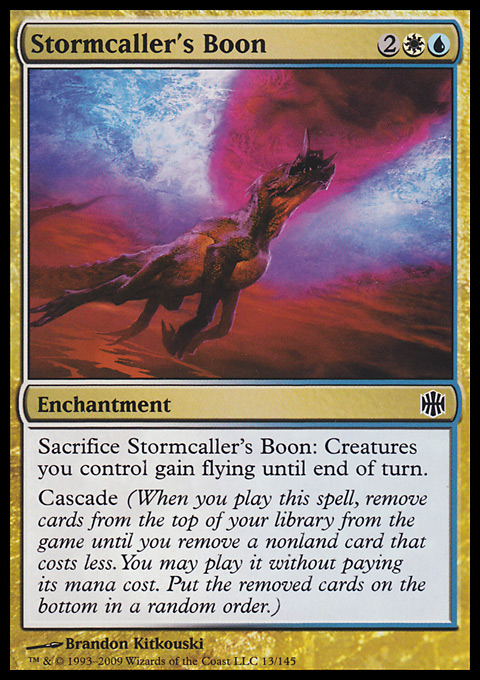 Stormcaller's Boon 2
Enchantment
Sacrifice Stormcaller's Boon: Creatures
you control gain flying until end of turn.
Cascade (When you play this spell, remove
cards from the top of your library from the
game until you remove a nonland card that
costs less. You may play it without paying
its mana cost. Put the removed cards on the
bottom in a random order.)
Brandon Kitkouski
™ & © 1993–2009 Wizards of the Coast LLC 13/145